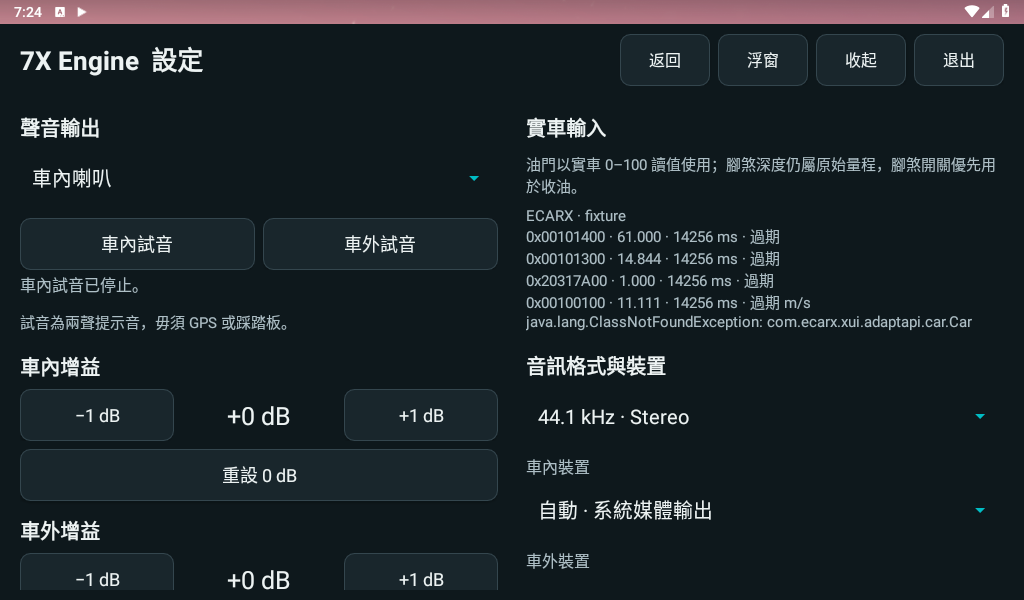 7:24
7X Engine 設定
返回
浮窗
收起
退出
聲音輸出
車內喇叭
車內試音
車外試音
車內試音已停止。
試音為兩聲提示音，毋須 GPS 或踩踏板。
車內增益
−1 dB
+0 dB
+1 dB
重設 0 dB
車外增益
−1 dB
+0 dB
+1 dB
實車輸入
油門以實車 0–100 讀值使用；腳煞深度仍屬原始量程，腳煞開關優先用
於收油。
ECARX · fixture
0x00101400 · 61.000 · 14256 ms · 過期
0x00101300 · 14.844 · 14256 ms · 過期
0x20317A00 · 1.000 · 14256 ms · 過期
0x00100100 · 11.111 · 14256 ms · 過期 m/s
java.lang.ClassNotFoundException: com.ecarx.xui.adaptapi.car.Car
音訊格式與裝置
44.1 kHz · Stereo
車內裝置
自動 · 系統媒體輸出
車外裝置